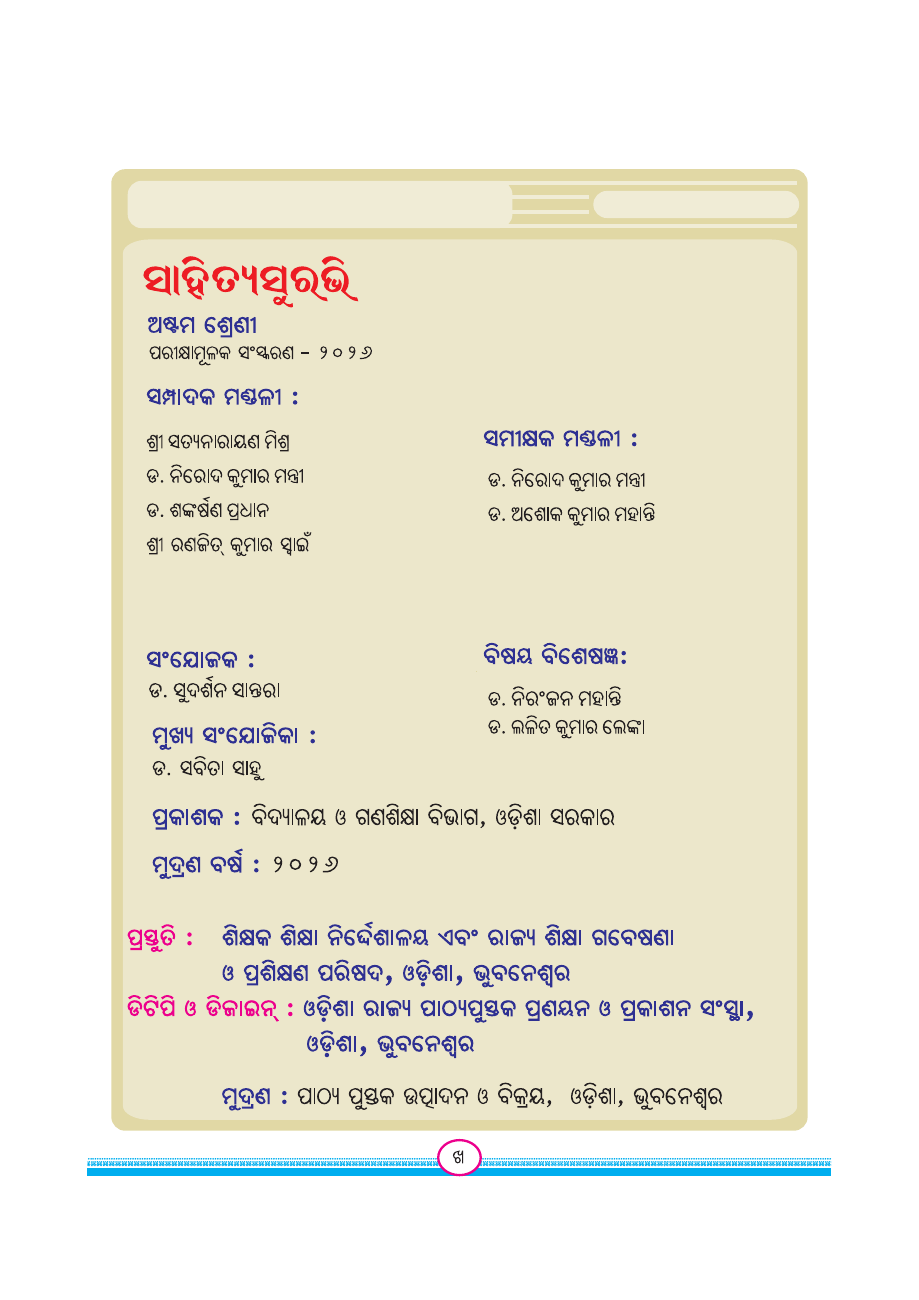 ସାହିତ୍ୟସୁରଭି
ଅଷ୍ଟମ ଶ୍ରେଣୀ
ପରୀକ୍ଷାମୂଳକ ସଂସ୍କରଣ – ୨୦୨୬
ସମ୍ପାଦକ ମଣ୍ଡଳୀ :
ଶ୍ରୀ ସତ୍ୟନାରାୟଣ ମିଶ୍ର
ଡ. ନିରୋଦ କୁମାର ମନ୍ତ୍ରୀ
ଡ. ଶଙ୍କର୍ଷଣ ପ୍ରଧାନ
ଶ୍ରୀ ରଣଜିତ୍ କୁମାର ସ୍ୱାଇଁ
ସମୀକ୍ଷକ ମଣ୍ଡଳୀ :
ଡ. ନିରୋଦ କୁମାର ମନ୍ତ୍ରୀ
ଡ. ଅଶୋକ କୁମାର ମହାନ୍ତି
ସଂଯୋଜକ :
ଡ. ସୁଦର୍ଶନ ସାନ୍ତରା
ମୁଖ୍ୟ ସଂଯୋଜିକା :
ଡ. ସବିତା ସାହୁ
ବିଷୟ ବିଶେଷଜ୍ଞ:
ଡ. ନିରଂଜନ ମହାନ୍ତି
ଡ. ଲଳିତ କୁମାର ଲେଙ୍କା
ପ୍ରକାଶକ : ବିଦ୍ୟାଳୟ ଓ ଗଣଶିକ୍ଷା ବିଭାଗ, ଓଡ଼ିଶା ସରକାର
ମୁଦ୍ରଣ ବର୍ଷ : ୨୦୨୬
ପ୍ରସ୍ତୁତି : ଶିକ୍ଷକ ଶିକ୍ଷା ନିର୍ଦ୍ଦେଶାଳୟ ଏବଂ ରାଜ୍ୟ ଶିକ୍ଷା ଗବେଷଣା
ଓ ପ୍ରଶିକ୍ଷଣ ପରିଷଦ, ଓଡ଼ିଶା, ଭୁବନେଶ୍ୱର
ଡିଟିପି ଓ ଡିଜାଇନ୍ : ଓଡ଼ିଶା ରାଜ୍ୟ ପାଠ୍ୟପୁସ୍ତକ ପ୍ରଣୟନ ଓ ପ୍ରକାଶନ ସଂସ୍ଥା,
ଓଡ଼ିଶା, ଭୁବନେଶ୍ୱର
ମୁଦ୍ରଣ : ପାଠ୍ୟ ପୁସ୍ତକ ଉତ୍ପାଦନ ଓ ବିକ୍ରୟ, ଓଡ଼ିଶା, ଭୁବନେଶ୍ୱର
ଖ